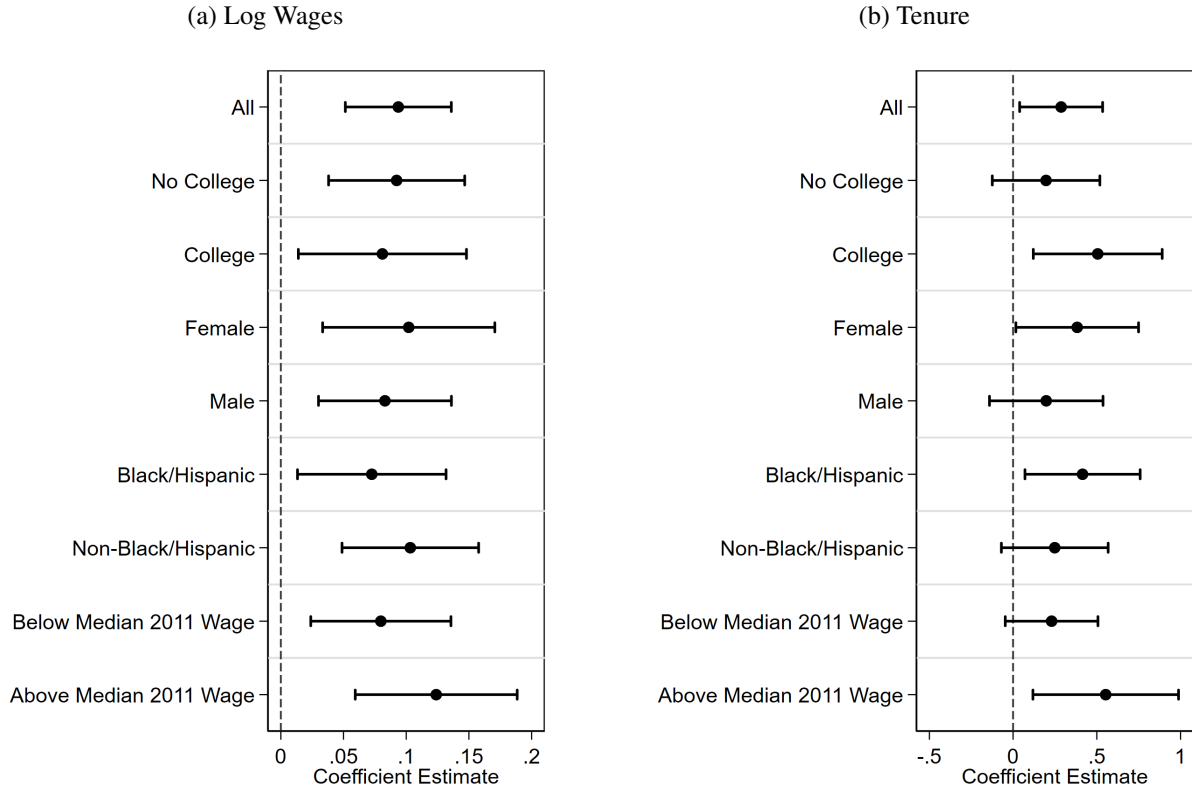 (a) Log Wages
All
No College
College
Female
Male
Black/Hispanic
Non-Black/Hispanic
Below Median 2011 Wage
Above Median 2011 Wage
0 .05 .1 .15 .2
Coefficient Estimate
(b) Tenure
All
No College
College
Female
Male
Black/Hispanic
Non-Black/Hispanic
Below Median 2011 Wage
Above Median 2011 Wage
-.5 0 .5 1
Coefficient Estimate